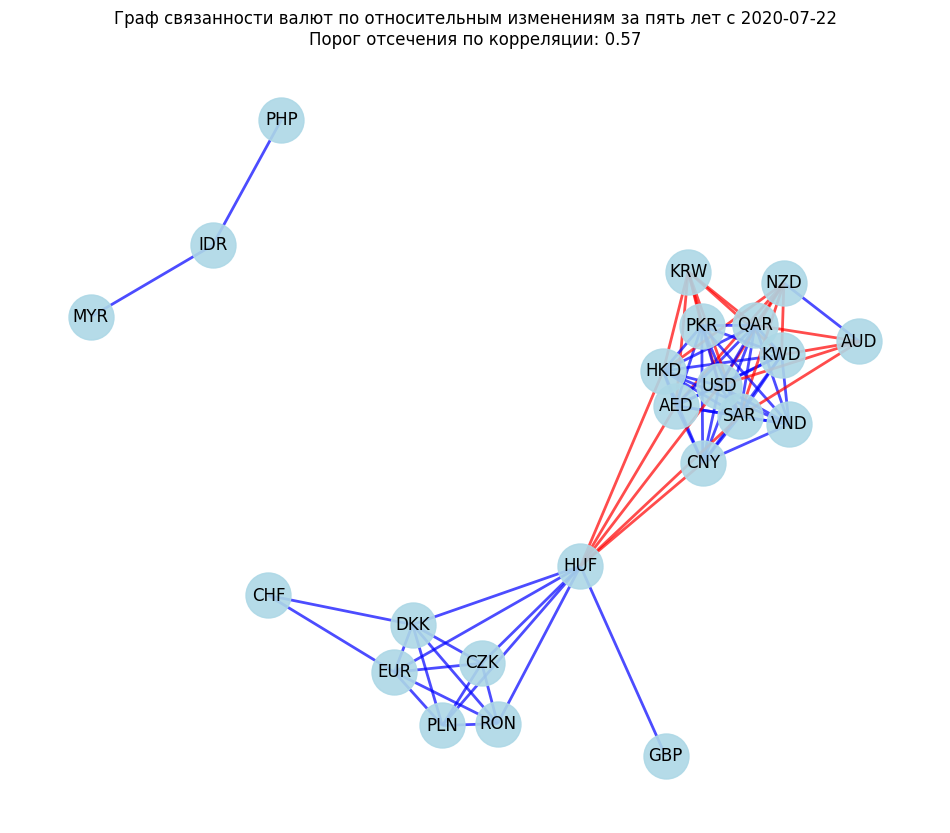 Граф связанности валют по относительным изменениям за пять лет с 2020-07-22
Порог отсечения по корреляции: 0.57
PHP
IDR
MYR
KRW
NZD
PKR
QAR
AUD
KWD
HKD
USD
AED
SAR
VND
CNY
HUF
CHF
DKK
CZK
EUR
PLN
RON
GBP